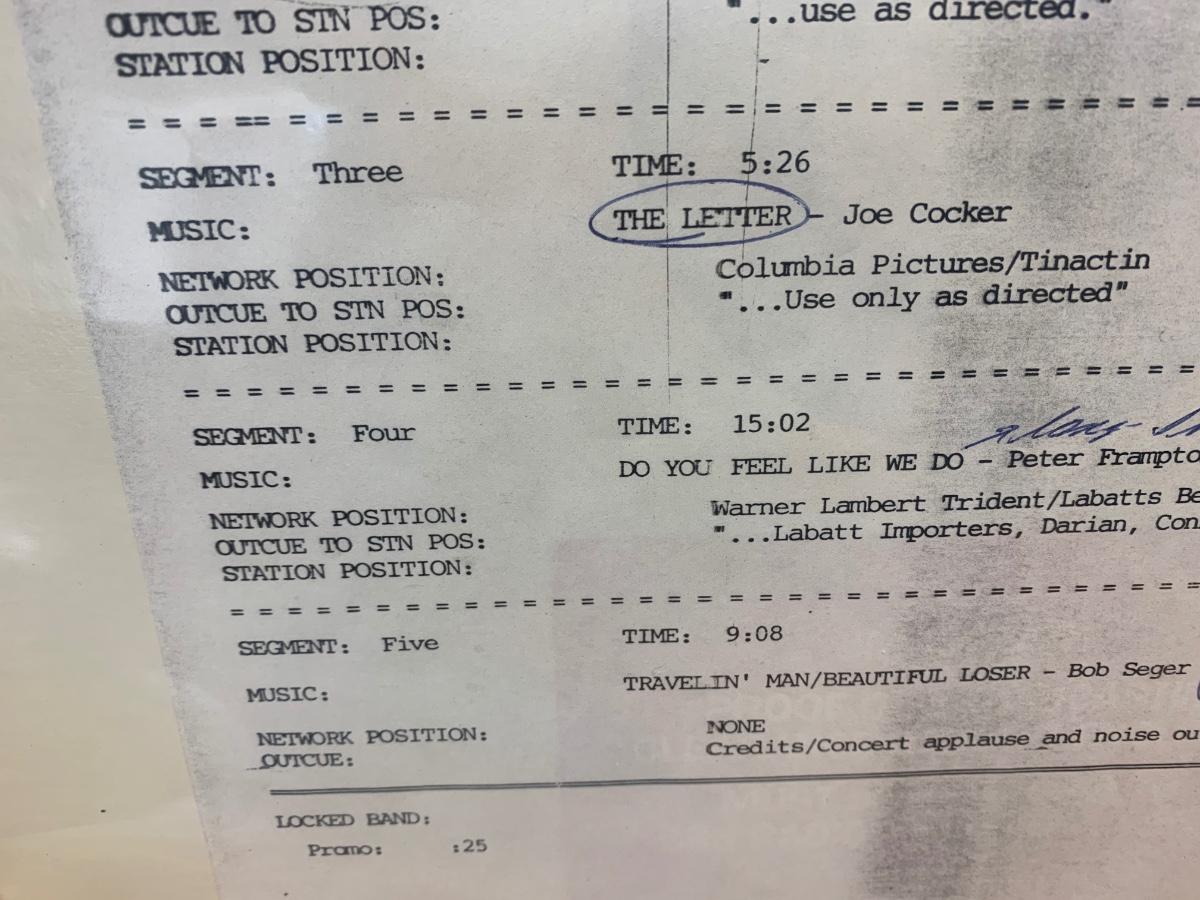 OUTCUE TO STN POS: "...use as directed."
STATION POSITION: -
= = = == = = = = = = = = = = = = = = = = = = = = = = = = = =
SEGMENT: Three TIME: 5:26
MUSIC: THE LETTER - Joe Cocker
NETWORK POSITION: Columbia Pictures/Tinactin
OUTCUE TO STN POS: "...Use only as directed"
STATION POSITION:
= = = = = = = = = = = = = = = = = = = = = = = = = = = = = = = =
SEGMENT: Four TIME: 15:02
MUSIC: DO YOU FEEL LIKE WE DO - Peter Frampto
NETWORK POSITION: Warner Lambert Trident/Labatts Be
OUTCUE TO STN POS: "...Labatt Importers, Darian, Con
STATION POSITION:
= = = = = = = = = = = = = = = = = = = = = = = = = = = = = = = = =
SEGMENT: Five TIME: 9:08
MUSIC: TRAVELIN' MAN/BEAUTIFUL LOSER - Bob Seger
NETWORK POSITION: NONE
OUTCUE: Credits/Concert applause and noise ou
LOCKED BAND:
Promo: :25